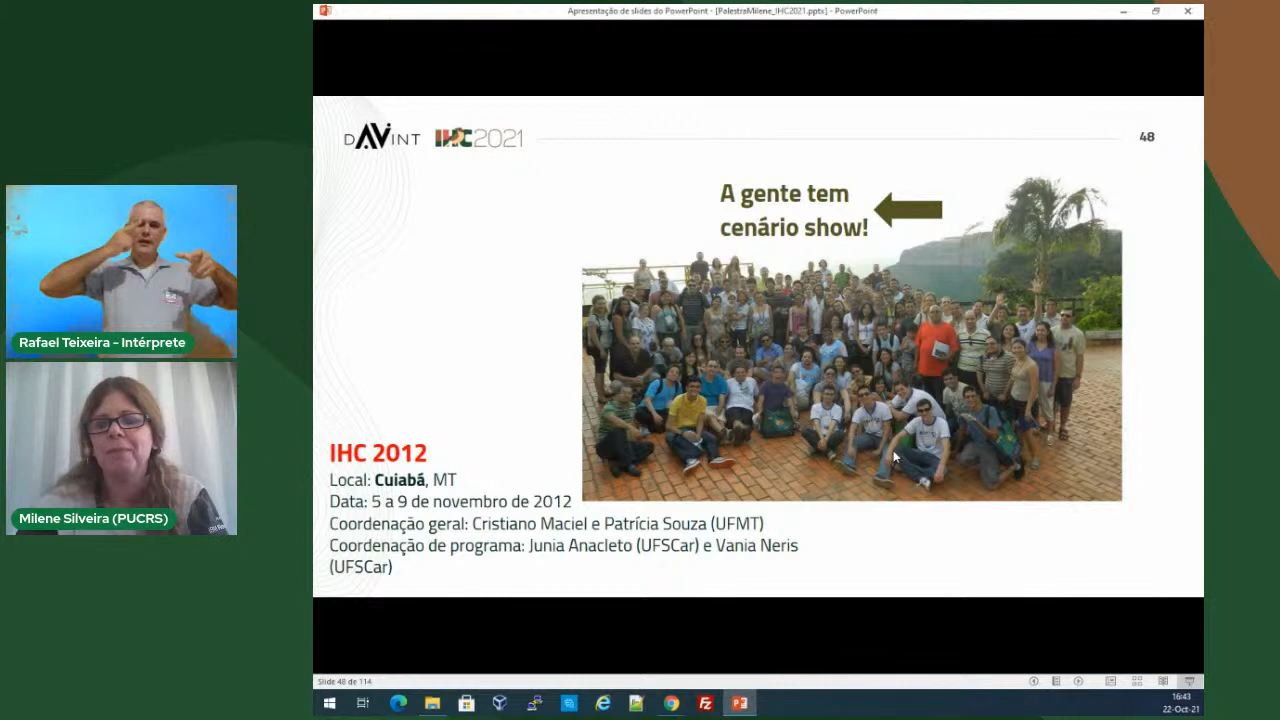 Apresentação de slides do PowerPoint - [PalestraMilene_IHC2021.pptx] - PowerPoint
DAVINT IHC2021
48
A gente tem
cenário show!
Rafael Teixeira - Intérprete
Milene Silveira (PUCRS)
IHC 2012
Local: Cuiabá, MT
Data: 5 a 9 de novembro de 2012
Coordenação geral: Cristiano Maciel e Patrícia Souza (UFMT)
Coordenação de programa: Junia Anacleto (UFSCar) e Vania Neris
(UFSCar)
Slide 48 de 114
16:43
22-Oct-21